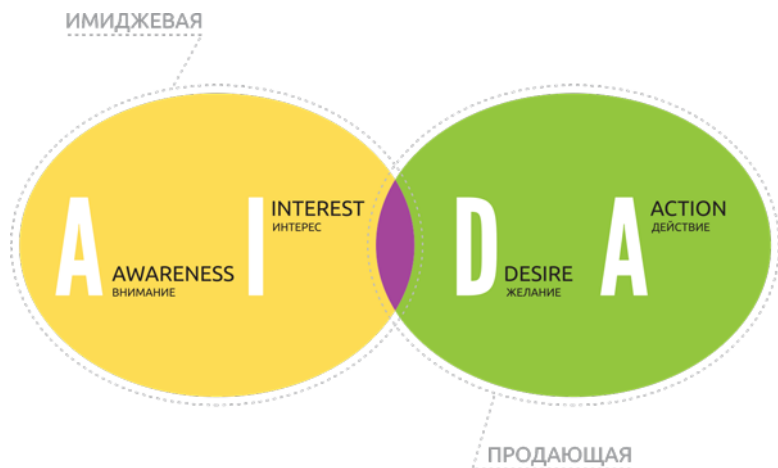 ИМИДЖЕВАЯ
A
AWARENESS
ВНИМАНИЕ
I
INTEREST
ИНТЕРЕС
D
DESIRE
ЖЕЛАНИЕ
A
ACTION
ДЕЙСТВИЕ
ПРОДАЮЩАЯ